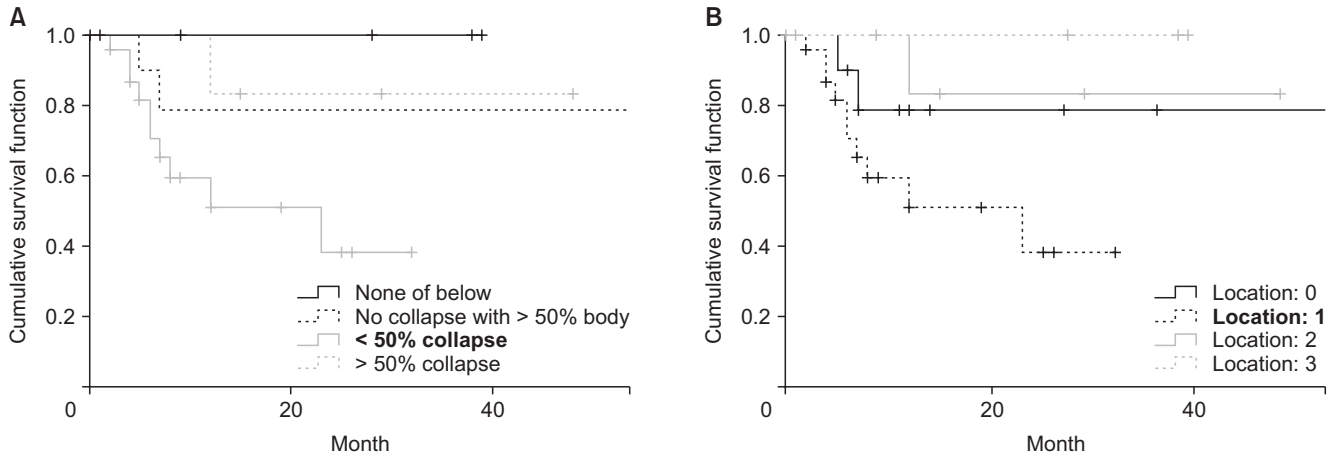 A
Cumulative survival function
1.0
0.8
0.6
0.4
0.2
0
20
40
Month
None of below
No collapse with > 50% body
< 50% collapse
> 50% collapse
B
Cumulative survival function
1.0
0.8
0.6
0.4
0.2
0
20
40
Month
Location: 0
Location: 1
Location: 2
Location: 3